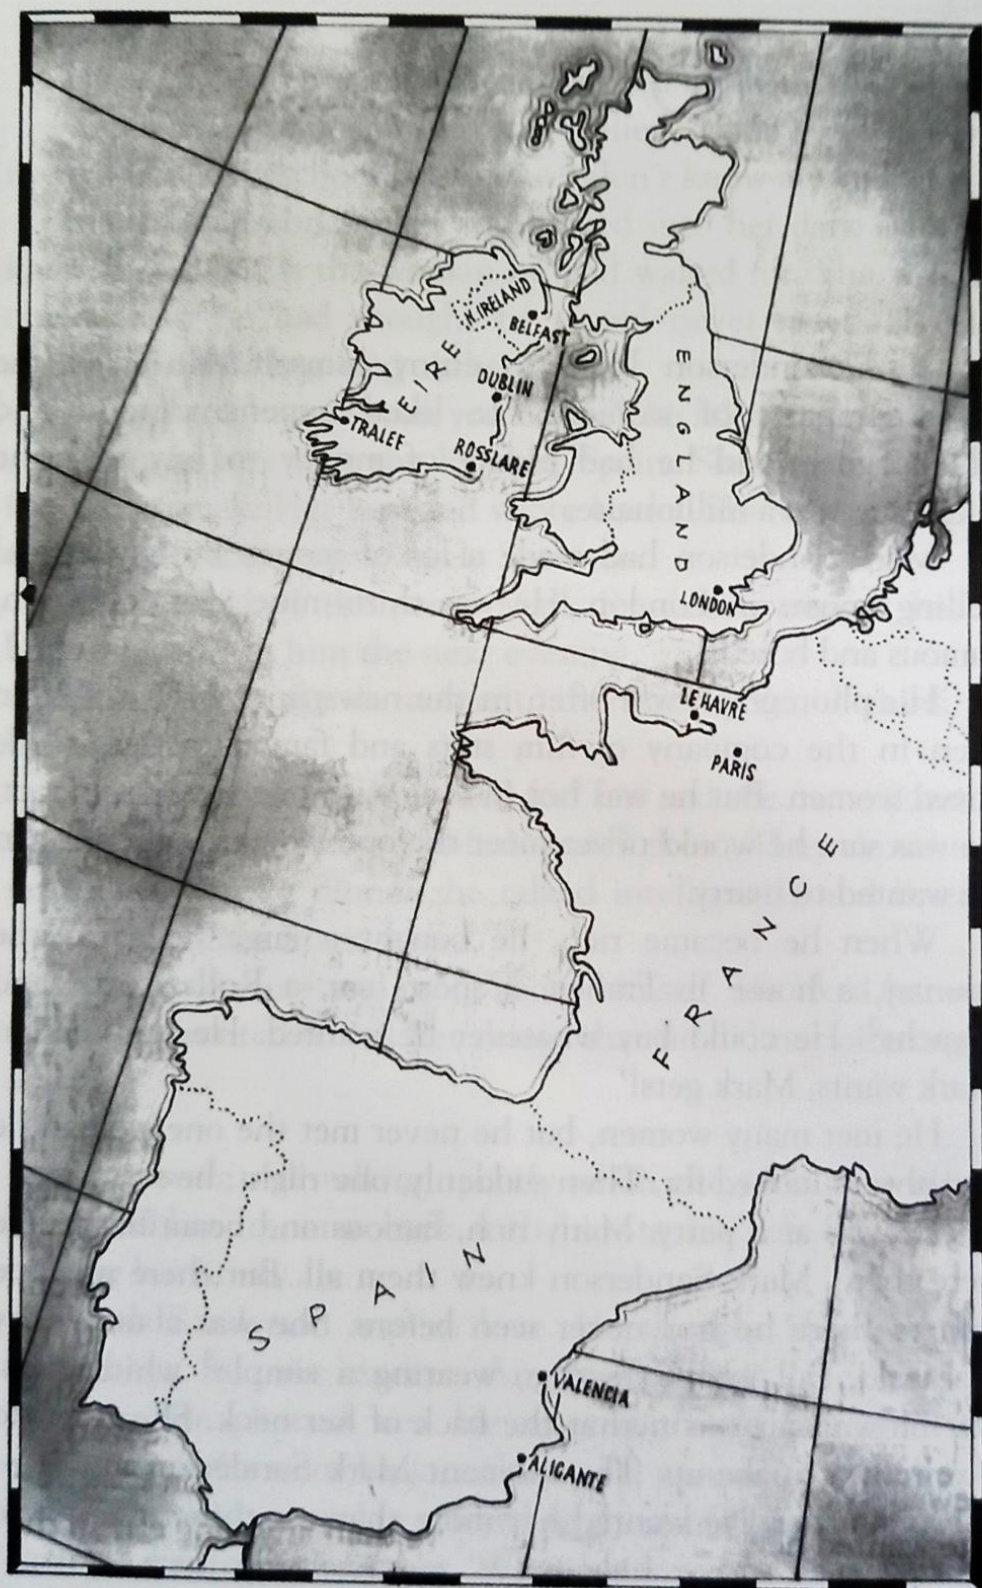 N. IRELAND
BELFAST
EIRE
DUBLIN
TRALEE
ROSSLARE
ENGLAND
LONDON
LE HAVRE
PARIS
FRANCE
SPAIN
VALENCIA
ALICANTE